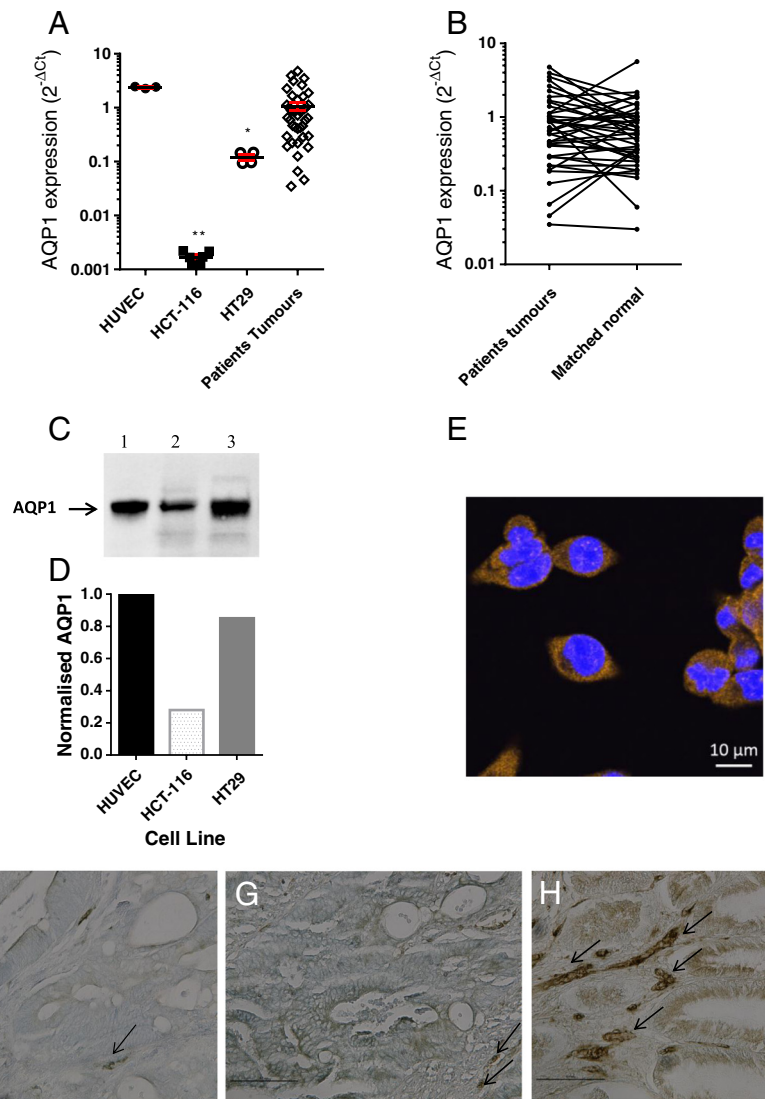 A
AQP1 expression (2^-ΔCt)
10
1
0.1
0.01
0.001
**
*
HUVEC
HCT-116
HT29
Patients Tumours
B
AQP1 expression (2^-ΔCt)
10
1
0.1
0.01
Patients tumours
Matched normal
C
1 2 3
AQP1
D
Normalised AQP1
1.0
0.8
0.6
0.4
0.2
0.0
HUVEC
HCT-116
HT29
Cell Line
E
10 µm
G
H